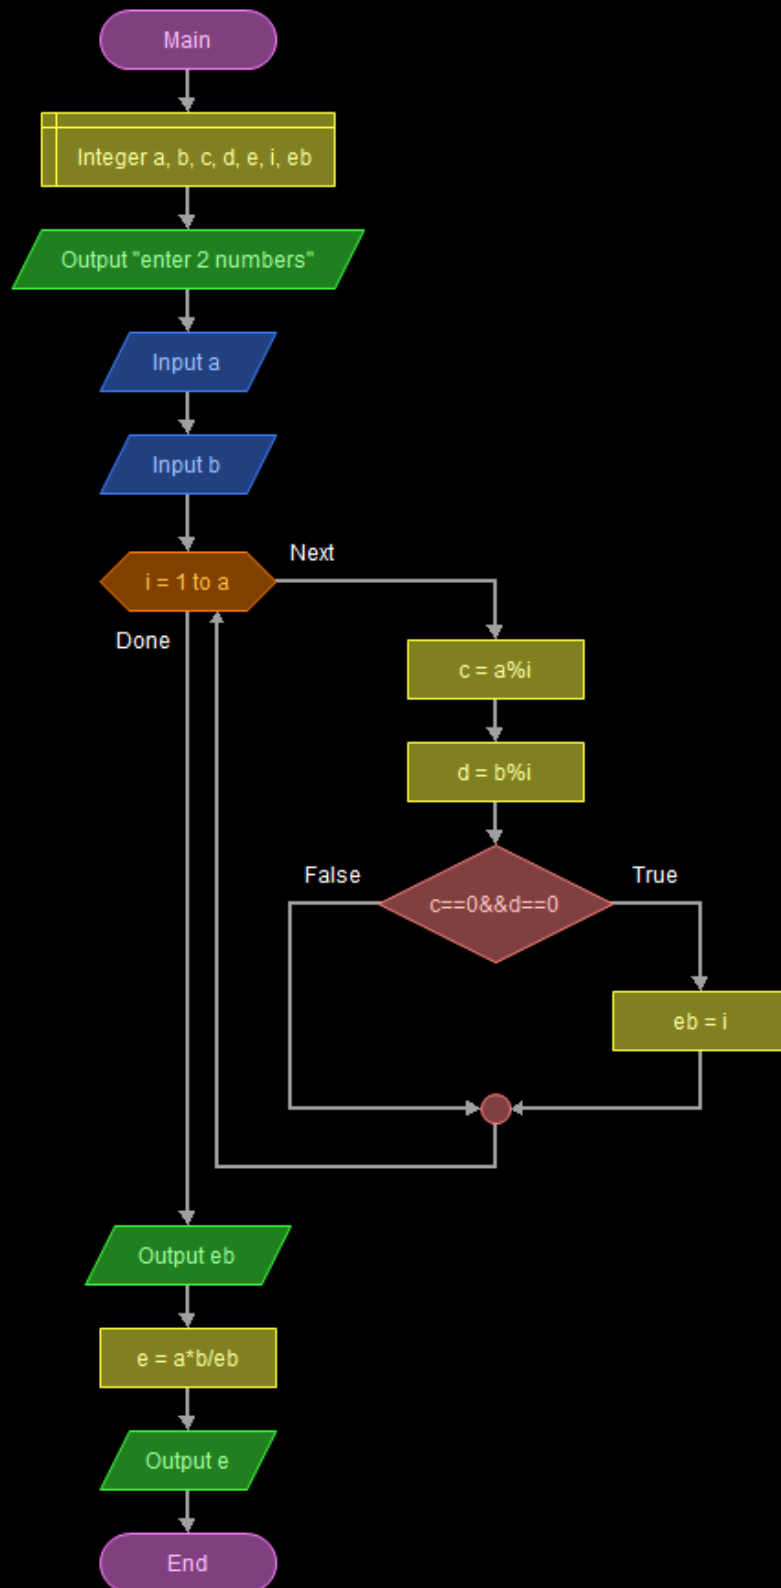 Main
Integer a, b, c, d, e, i, eb
Output "enter 2 numbers"
Input a
Input b
i = 1 to a
Next
Done
c = a%i
d = b%i
False
c==0&&d==0
True
eb = i
Output eb
e = a*b/eb
Output e
End